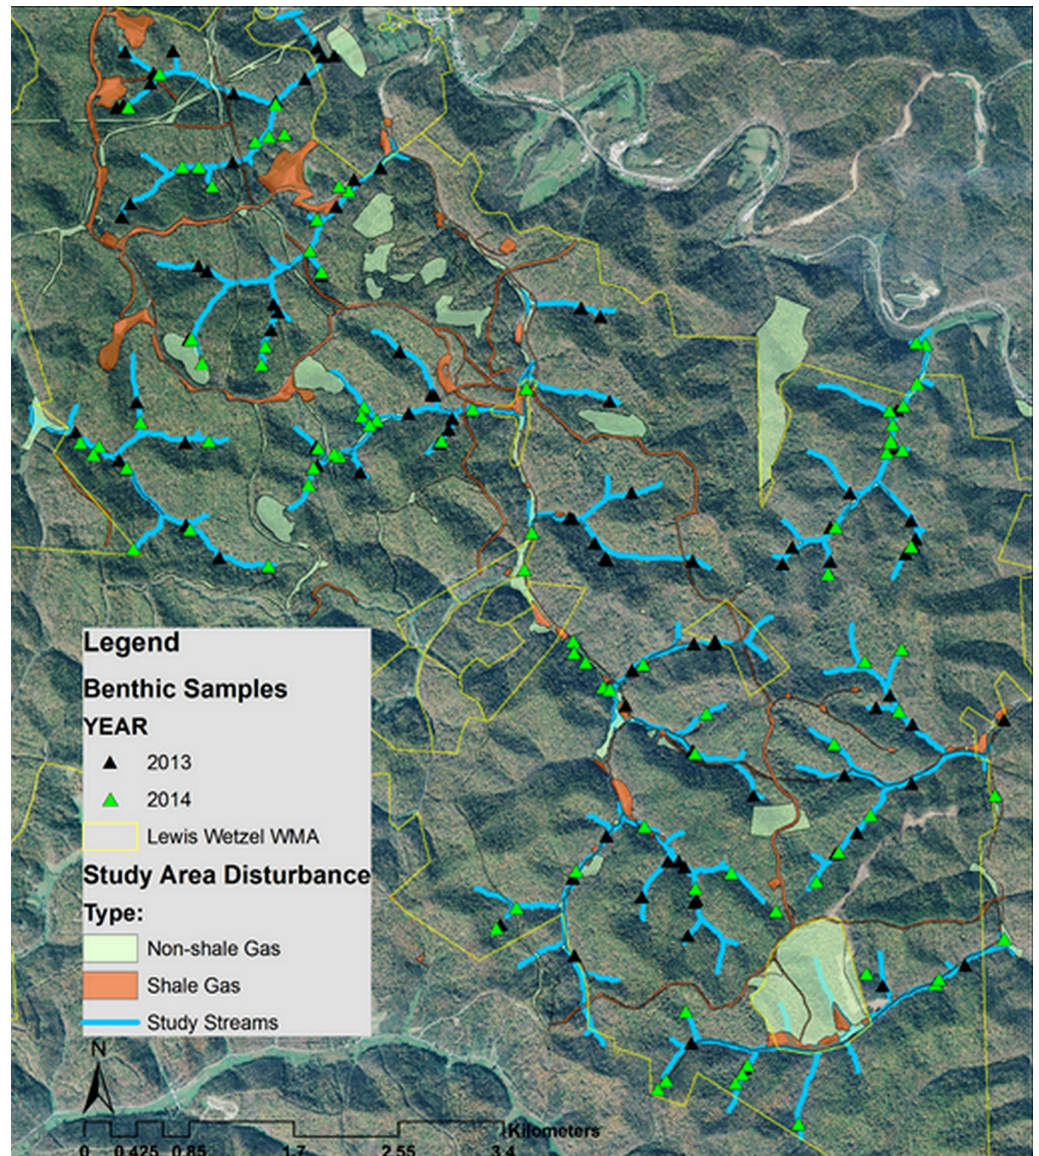 Legend
Benthic Samples
YEAR
2013
2014
Lewis Wetzel WMA
Study Area Disturbance
Type:
Non-shale Gas
Shale Gas
Study Streams
N
Kilometers
0 0.425 0.85 1.7 2.55 3.4